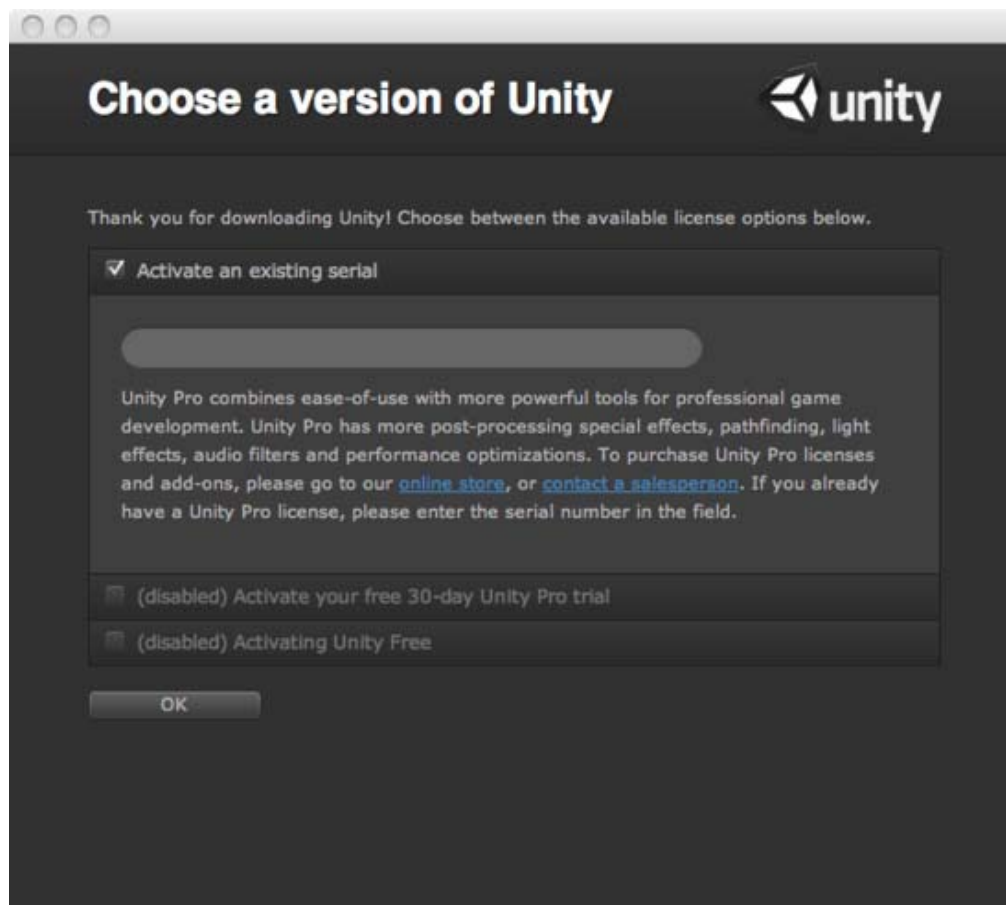 Choose a version of Unity
unity
Thank you for downloading Unity! Choose between the available license options below.
Activate an existing serial
Unity Pro combines ease-of-use with more powerful tools for professional game
development. Unity Pro has more post-processing special effects, pathfinding, light
effects, audio filters and performance optimizations. To purchase Unity Pro licenses
and add-ons, please go to our online store, or contact a salesperson. If you already
have a Unity Pro license, please enter the serial number in the field.
(disabled) Activate your free 30-day Unity Pro trial
(disabled) Activating Unity Free
OK